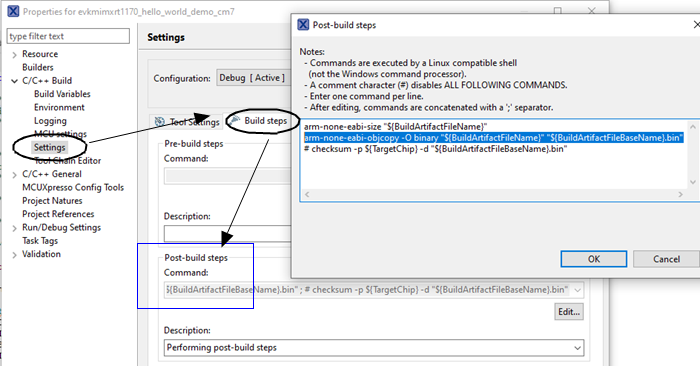 Properties for evkmimxrt1170_hello_world_demo_cm7
type filter text
Resource
Builders
C/C++ Build
Build Variables
Environment
Logging
MCU settings
Settings
Tool Chain Editor
C/C++ General
MCUXpresso Config Tools
Project Natures
Project References
Run/Debug Settings
Task Tags
Validation
Settings
Configuration:
Debug [ Active ]
Tool Settings
Build steps
Pre-build steps
Command:
Description:
Post-build steps
Command:
${BuildArtifactFileBaseName}.bin" ; # checksum -p ${TargetChip} -d "${BuildArtifactFileBaseName}.bin"
Edit...
Description:
Performing post-build steps
Post-build steps
Notes:
- Commands are executed by a Linux compatible shell
(not the Windows command processor).
- A comment character (#) disables ALL FOLLOWING COMMANDS.
- Enter one command per line.
- After editing, commands are concatenated with a ';' separator.
arm-none-eabi-size "${BuildArtifactFileName}"
arm-none-eabi-objcopy -O binary "${BuildArtifactFileName}" "${BuildArtifactFileBaseName}.bin"
# checksum -p ${TargetChip} -d "${BuildArtifactFileBaseName}.bin"
OK
Cancel